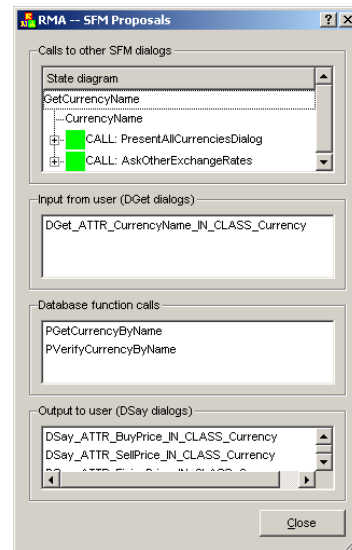 RMA -- SFM Proposals
Calls to other SFM dialogs
State diagram
GetCurrencyName
CurrencyName
CALL: PresentAllCurrenciesDialog
CALL: AskOtherExchangeRates
Input from user (DGet dialogs)
DGet_ATTR_CurrencyName_IN_CLASS_Currency
Database function calls
PGetCurrencyByName
PVerifyCurrencyByName
Output to user (DSay dialogs)
DSay_ATTR_BuyPrice_IN_CLASS_Currency
DSay_ATTR_SellPrice_IN_CLASS_Currency
Close